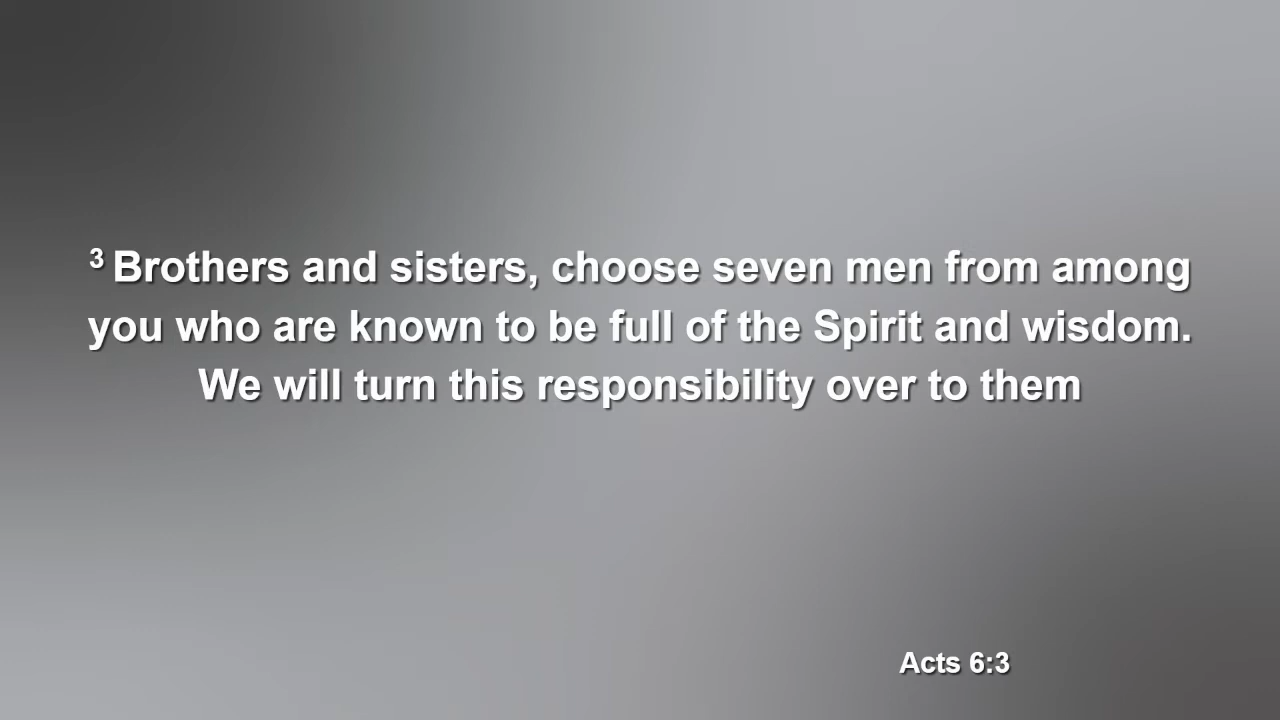 ³ Brothers and sisters, choose seven men from among
you who are known to be full of the Spirit and wisdom.
We will turn this responsibility over to them
Acts 6:3